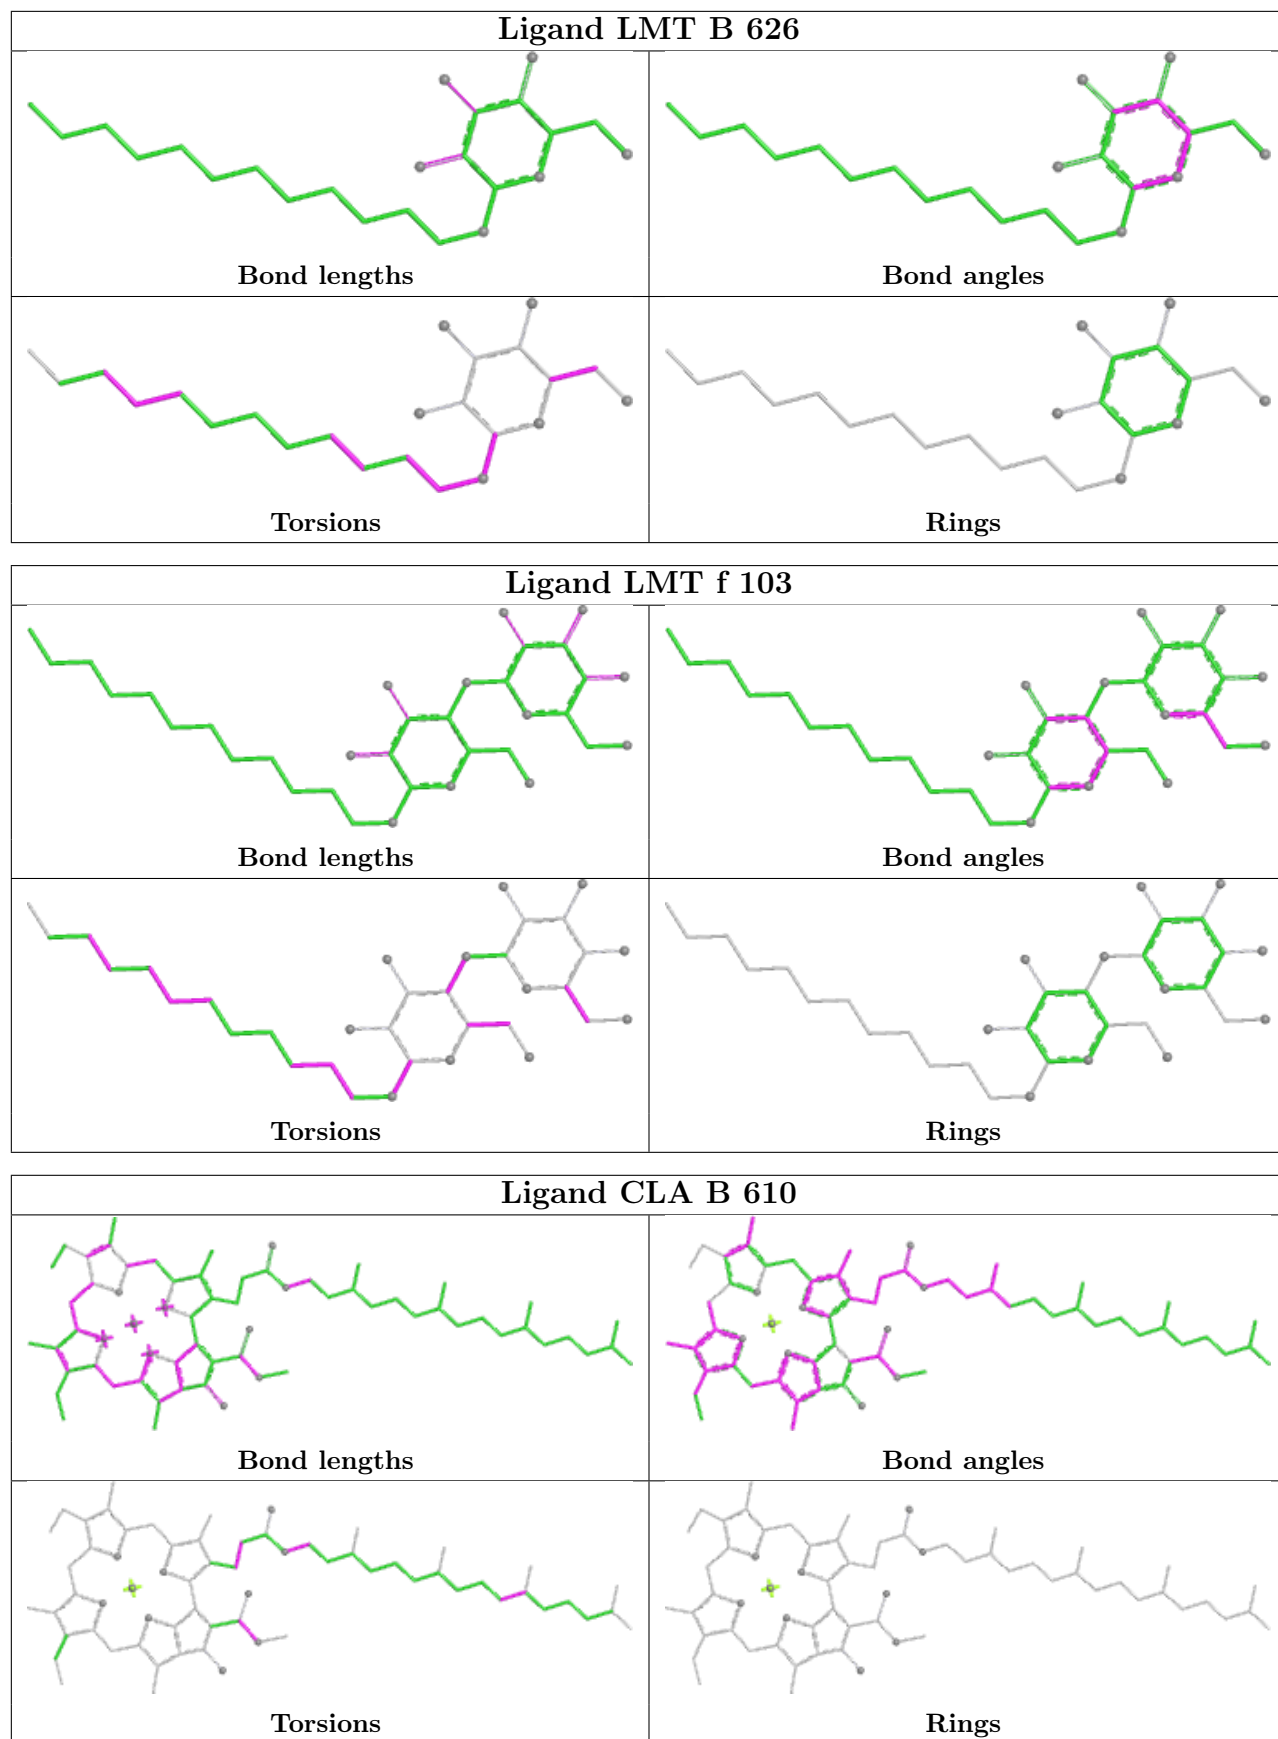 Ligand LMT B 626
Bond lengths
Bond angles
Torsions
Rings
Ligand LMT f 103
Bond lengths
Bond angles
Torsions
Rings
Ligand CLA B 610
Bond lengths
Bond angles
Torsions
Rings